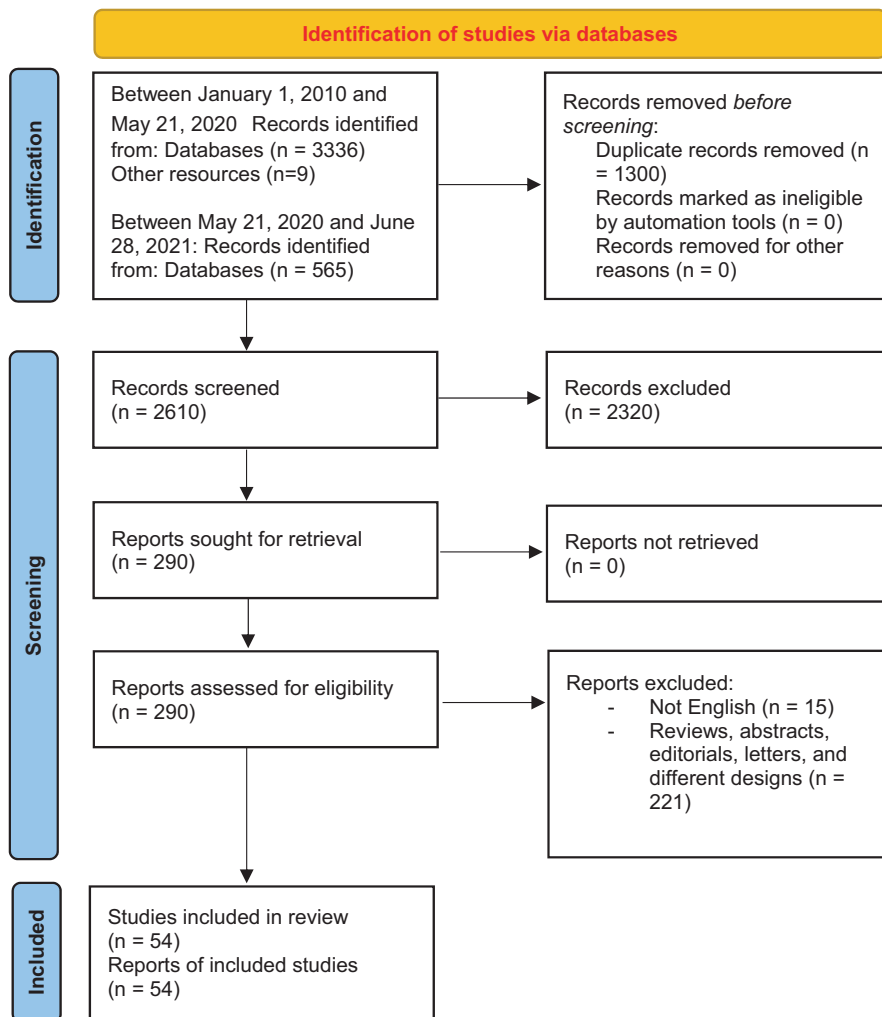 Identification of studies via databases
Identification
Between January 1, 2010 and
May 21, 2020 Records identified
from: Databases (n = 3336)
Other resources (n=9)
Between May 21, 2020 and June
28, 2021: Records identified
from: Databases (n = 565)
Records removed before
screening:
Duplicate records removed (n
= 1300)
Records marked as ineligible
by automation tools (n = 0)
Records removed for other
reasons (n = 0)
Screening
Records screened
(n = 2610)
Records excluded
(n = 2320)
Reports sought for retrieval
(n = 290)
Reports not retrieved
(n = 0)
Reports assessed for eligibility
(n = 290)
Reports excluded:
- Not English (n = 15)
- Reviews, abstracts,
editorials, letters, and
different designs (n =
221)
Included
Studies included in review
(n = 54)
Reports of included studies
(n = 54)